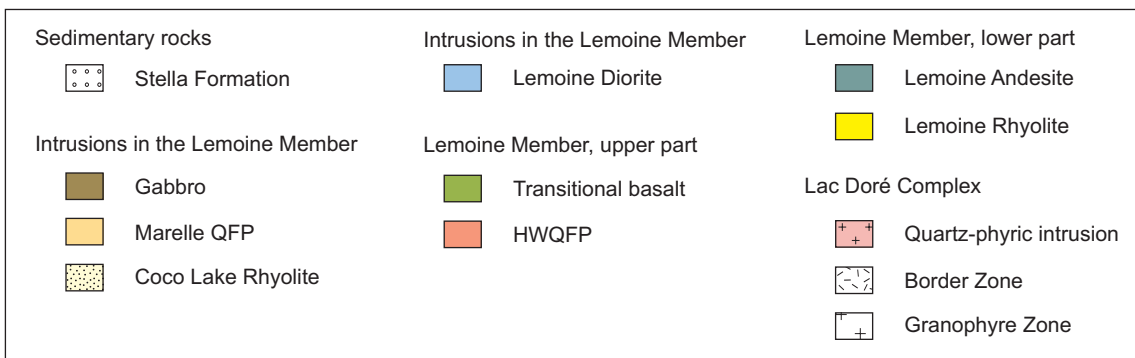 Sedimentary rocks
Stella Formation
Intrusions in the Lemoine Member
Gabbro
Marelle QFP
Coco Lake Rhyolite
Intrusions in the Lemoine Member
Lemoine Diorite
Lemoine Member, upper part
Transitional basalt
HWQFP
Lemoine Member, lower part
Lemoine Andesite
Lemoine Rhyolite
Lac Doré Complex
Quartz-phyric intrusion
Border Zone
Granophyre Zone